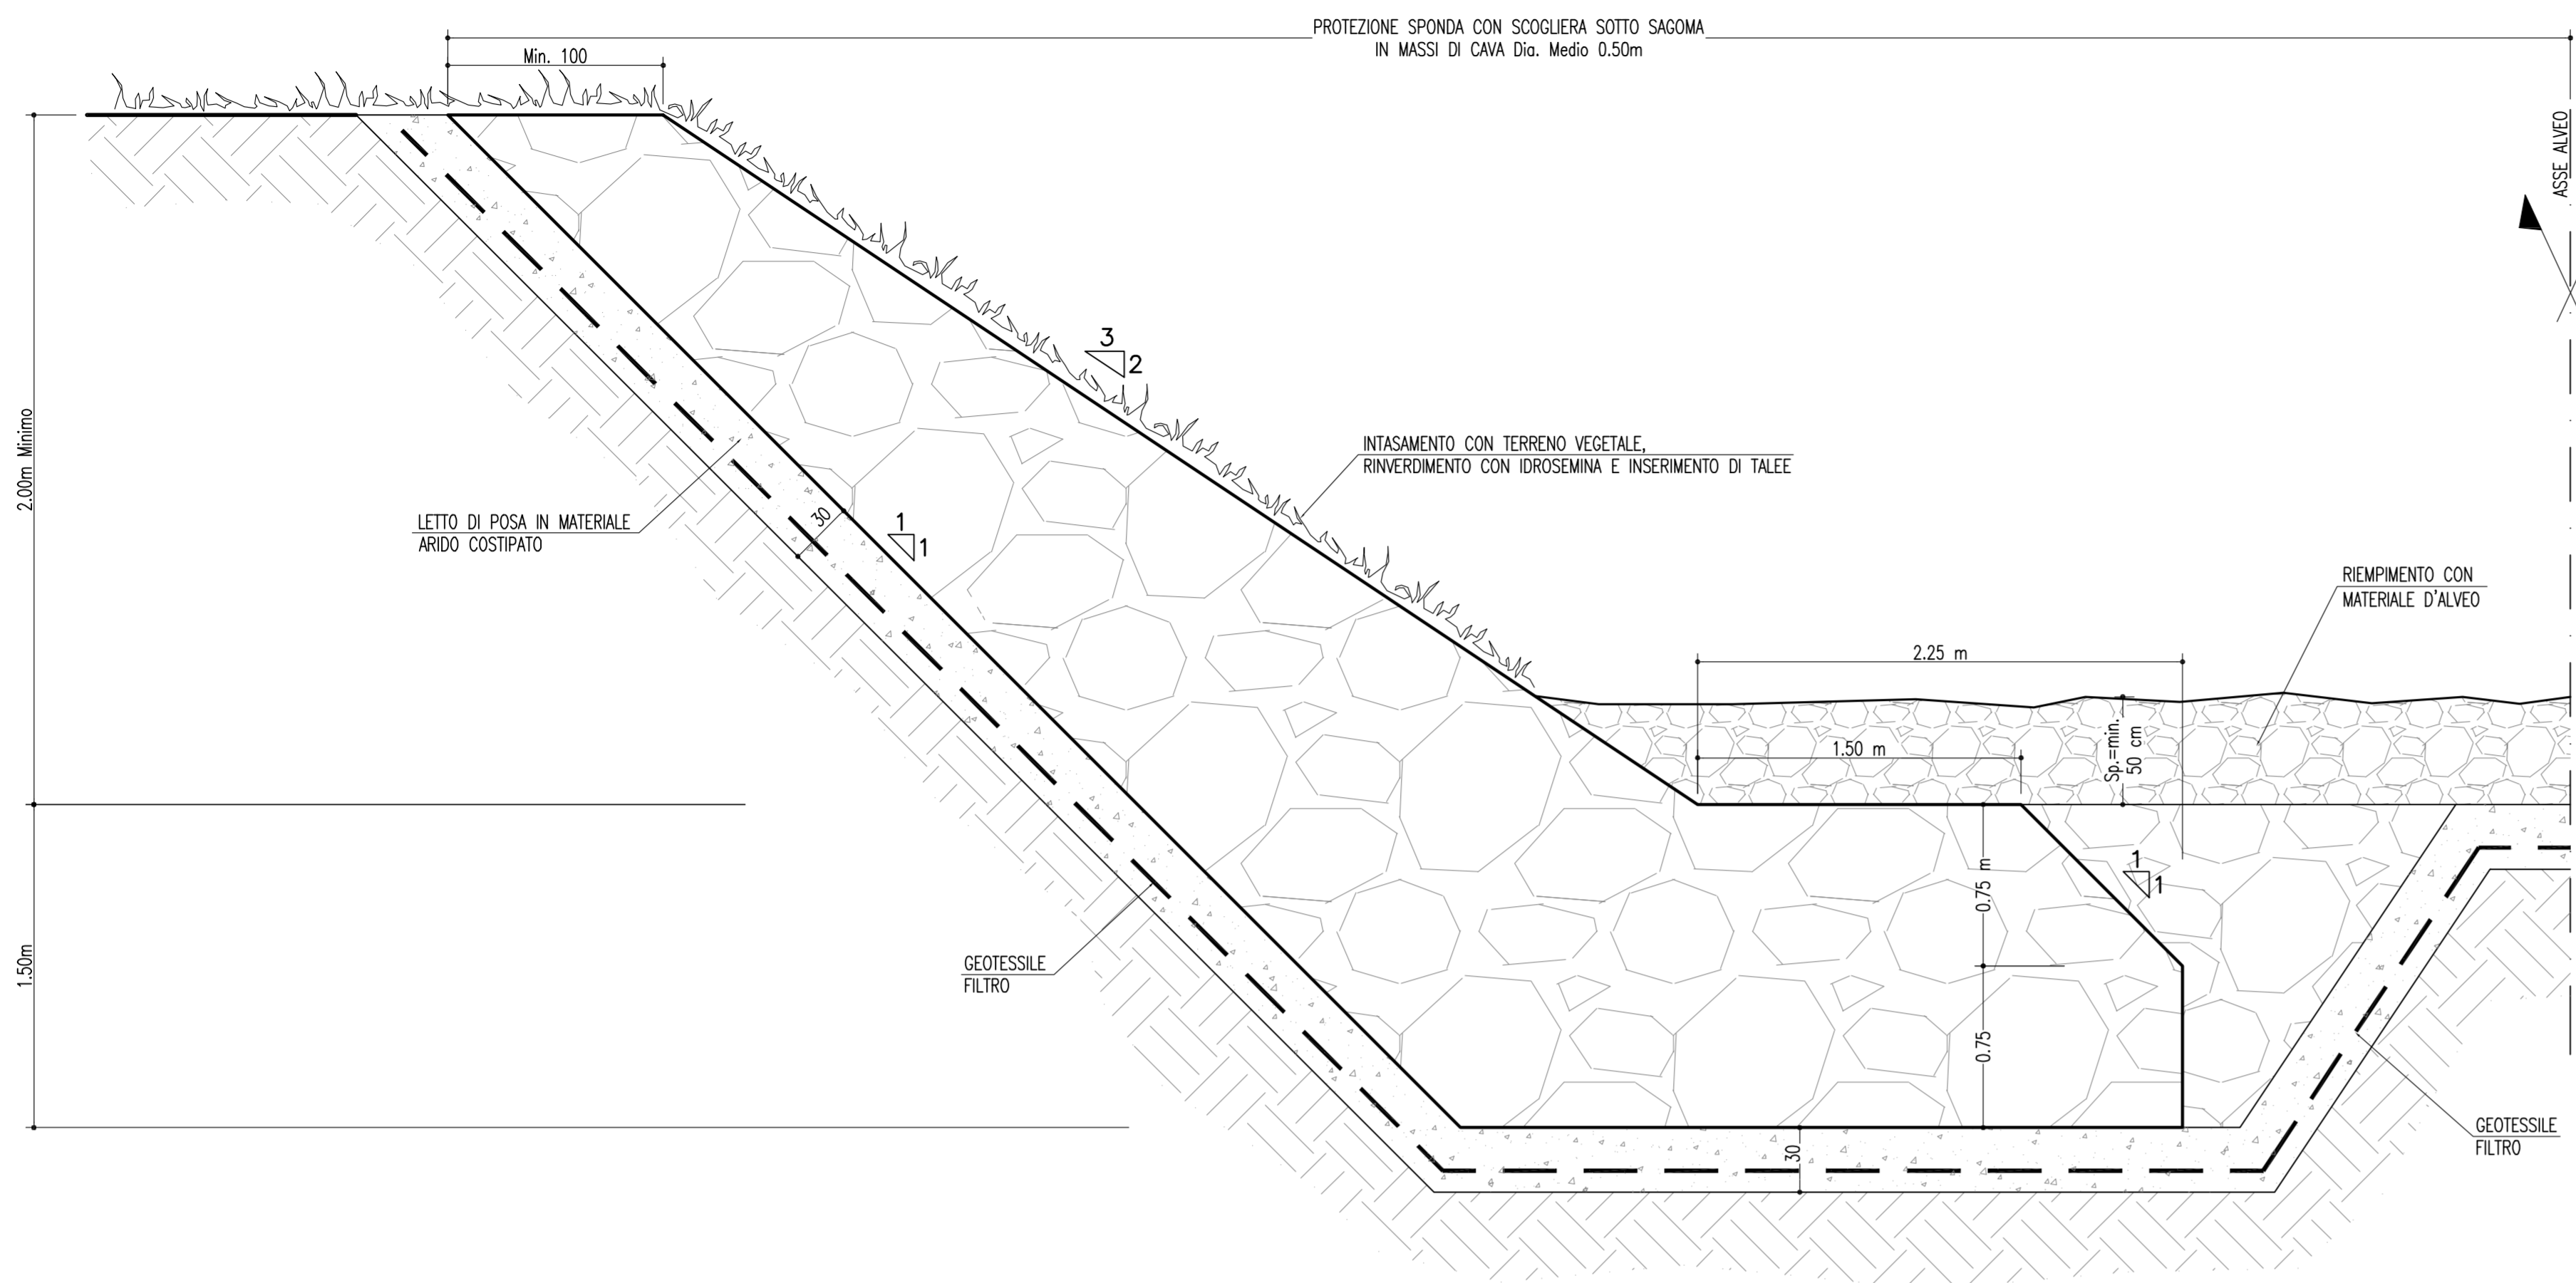 PROTEZIONE SPONDA CON SCOGLIERA SOTTO SAGOMA
IN MASSI DI CAVA Dia. Medio 0.50m
Min. 100
ASSE ALVEO
3
2
2.00m Minimo
INTASAMENTO CON TERRENO VEGETALE,
RINVERDIMENTO CON IDROSEMINA E INSERIMENTO DI TALEE
LETTO DI POSA IN MATERIALE
ARIDO COSTIPATO
30
1
1
RIEMPIMENTO CON
MATERIALE D'ALVEO
2.25 m
1.50 m
Sp.=min.
50 cm
0.75 m
1
1
1.50m
GEOTESSILE
FILTRO
0.75
30
GEOTESSILE
FILTRO